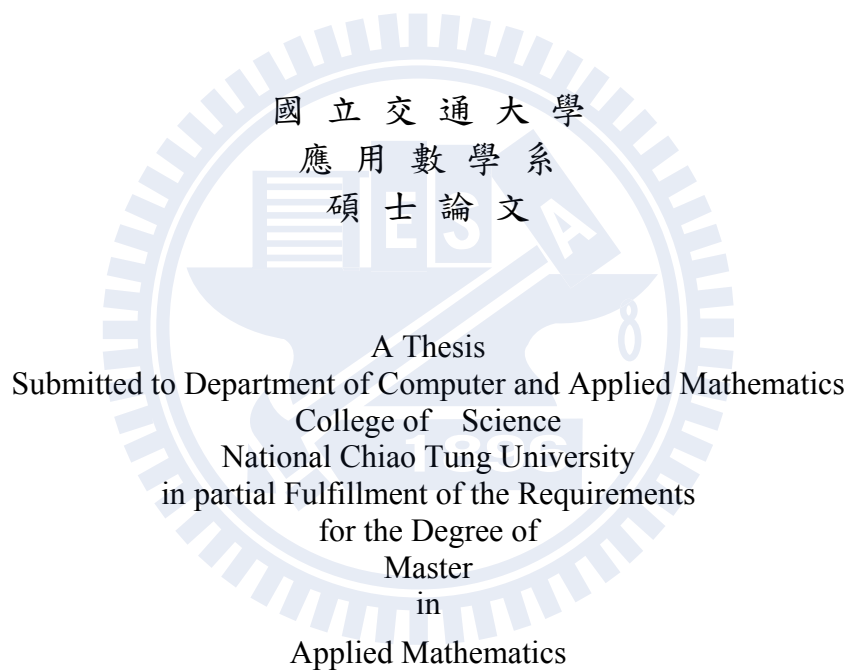 國 立 交 通 大 學
應 用 數 學 系
碩 士 論 文
E S A
A Thesis
Submitted to Department of Computer and Applied Mathematics
College of Science
National Chiao Tung University
1896
in partial Fulfillment of the Requirements
for the Degree of
Master
in
Applied Mathematics